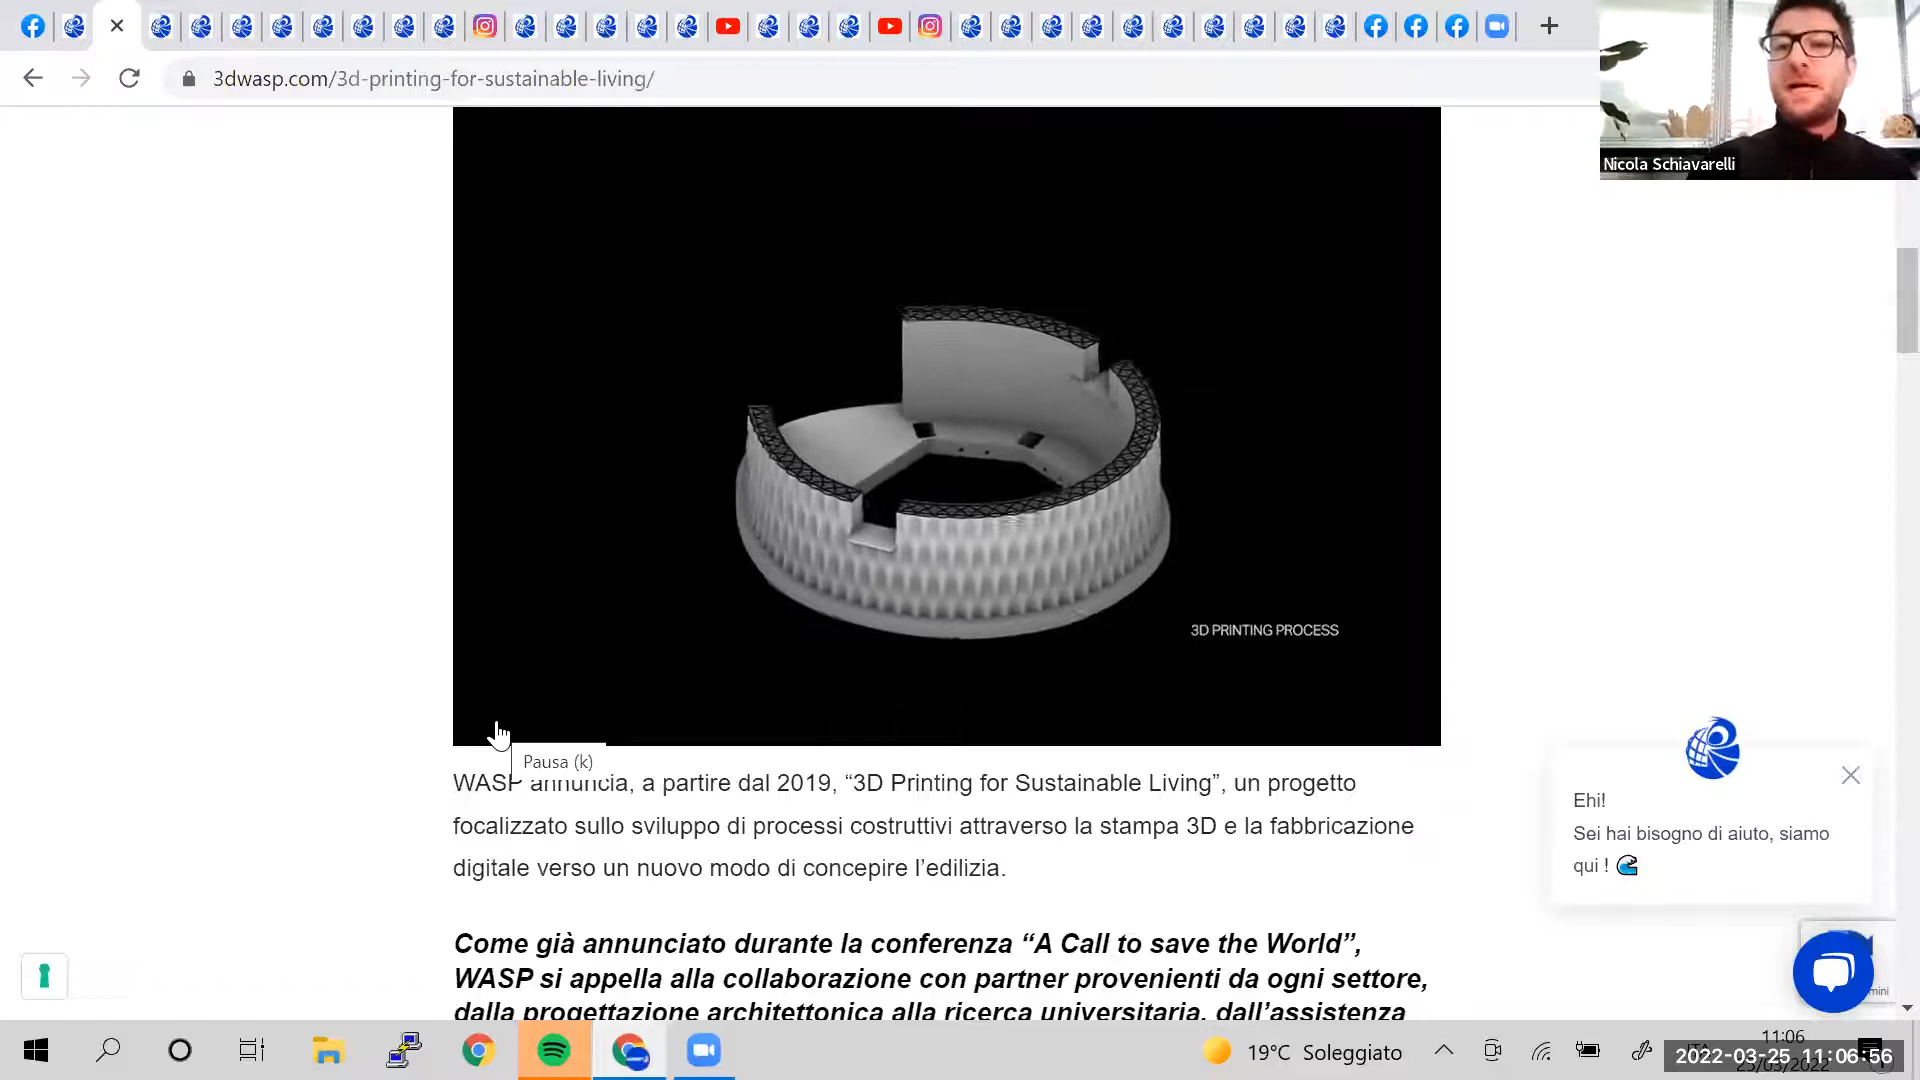 3dwasp.com/3d-printing-for-sustainable-living/
Nicola Schiavarelli
3D PRINTING PROCESS
Pausa (k)
WASP annuncia, a partire dal 2019, “3D Printing for Sustainable Living”, un progetto
focalizzato sullo sviluppo di processi costruttivi attraverso la stampa 3D e la fabbricazione
digitale verso un nuovo modo di concepire l’edilizia.
Come già annunciato durante la conferenza “A Call to save the World”,
WASP si appella alla collaborazione con partner provenienti da ogni settore,
dalla progettazione architettonica alla ricerca universitaria, dall’assistenza
Ehi!
Sei hai bisogno di aiuto, siamo
qui !
mini
19°C Soleggiato
11:06
2022-03-25 11:06:56
25/03/2022